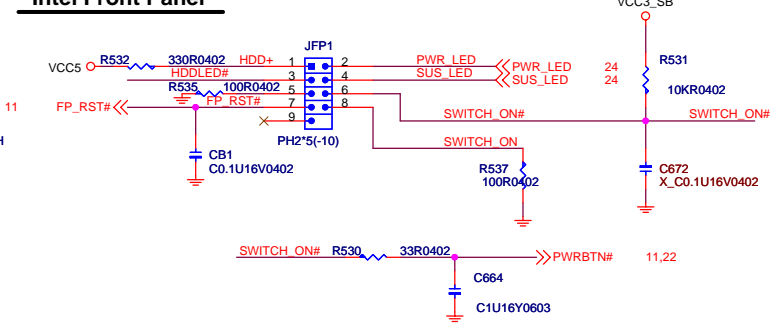 Intel Front Panel
VCC3_SB
JFP1
VCC5 R532 330R0402 HDD+ 1 2 PWR_LED PWR_LED 24 R531
HDDLED# 3 4 SUS_LED SUS_LED 24
R535 100R0402 5 6 10KR0402
11 FP_RST# FP_RST# 7 8 SWITCH_ON# SWITCH_ON#
9
H PH2*5(-10) SWITCH_ON
CB1 R537 C672
C0.1U16V0402 100R0402 X_C0.1U16V0402
SWITCH_ON# R530 33R0402 PWRBTN# 11,22
C664
C1U16Y0603